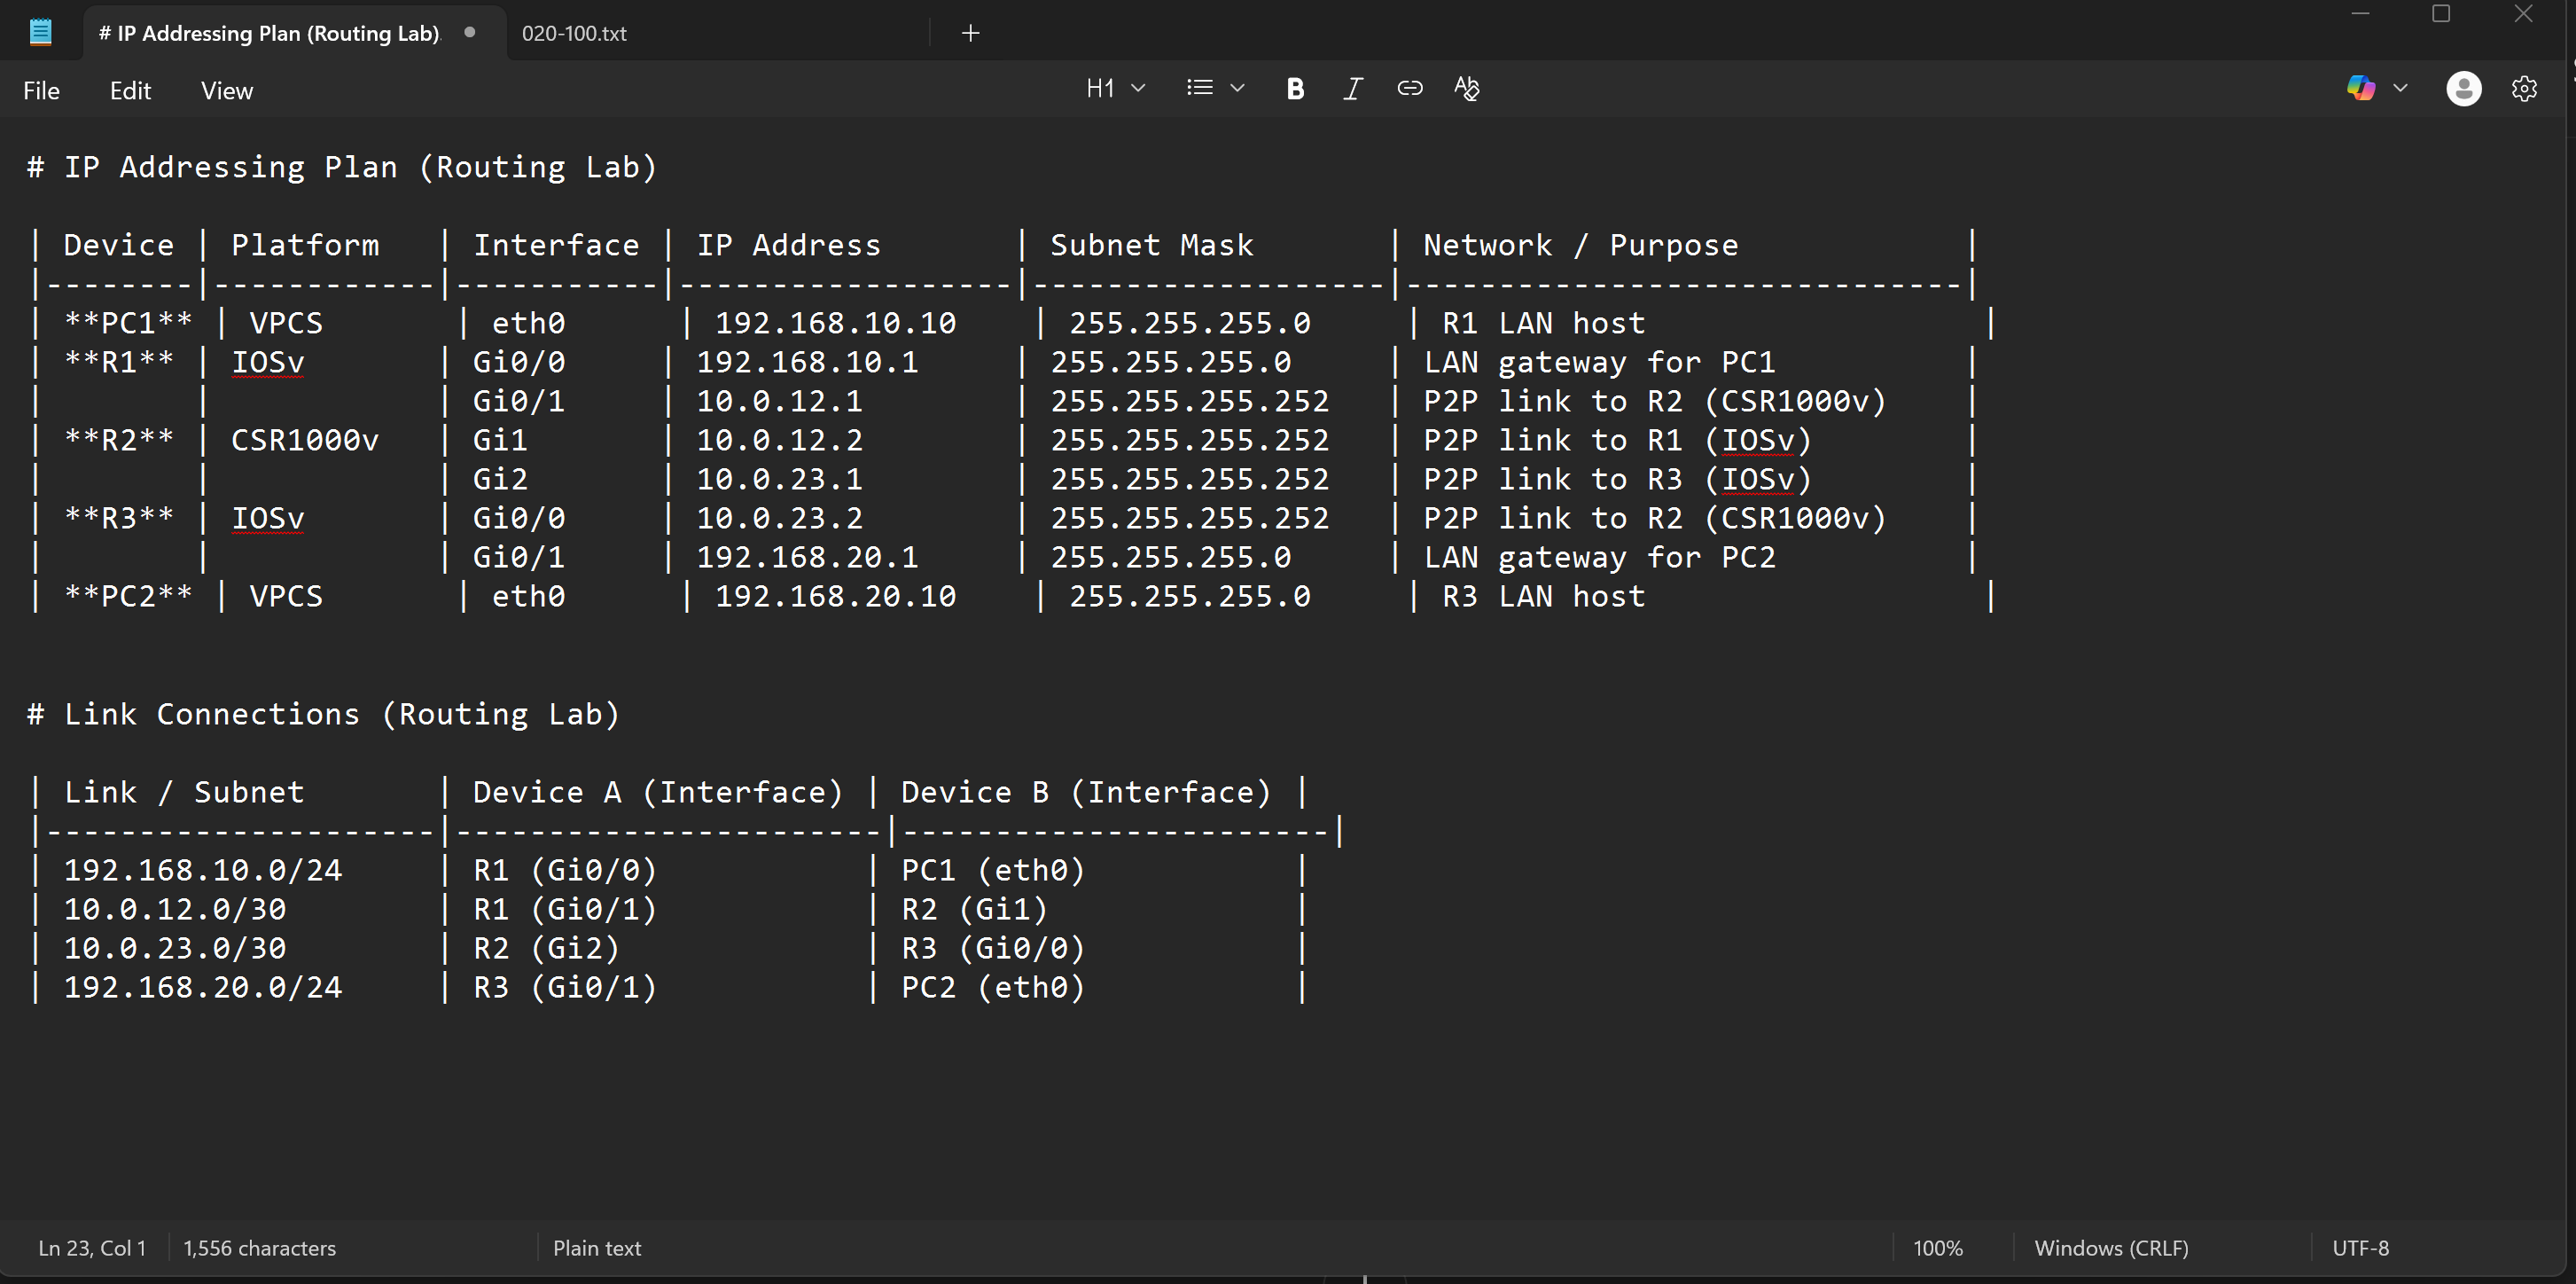 # IP Addressing Plan (Routing Lab).
020-100.txt
File Edit View H1
# IP Addressing Plan (Routing Lab)
| Device | Platform   | Interface | IP Address       | Subnet Mask       | Network / Purpose            |
|--------|------------|-----------|------------------|-------------------|------------------------------|
| **PC1** | VPCS       | eth0      | 192.168.10.10    | 255.255.255.0     | R1 LAN host                  |
| **R1** | IOSv       | Gi0/0     | 192.168.10.1     | 255.255.255.0     | LAN gateway for PC1          |
|        |            | Gi0/1     | 10.0.12.1        | 255.255.255.252   | P2P link to R2 (CSR1000v)    |
| **R2** | CSR1000v   | Gi1       | 10.0.12.2        | 255.255.255.252   | P2P link to R1 (IOSv)        |
|        |            | Gi2       | 10.0.23.1        | 255.255.255.252   | P2P link to R3 (IOSv)        |
| **R3** | IOSv       | Gi0/0     | 10.0.23.2        | 255.255.255.252   | P2P link to R2 (CSR1000v)    |
|        |            | Gi0/1     | 192.168.20.1     | 255.255.255.0     | LAN gateway for PC2          |
| **PC2** | VPCS       | eth0      | 192.168.20.10    | 255.255.255.0     | R3 LAN host                  |
# Link Connections (Routing Lab)
| Link / Subnet       | Device A (Interface) | Device B (Interface) |
|---------------------|-----------------------|-----------------------|
| 192.168.10.0/24     | R1 (Gi0/0)           | PC1 (eth0)           |
| 10.0.12.0/30        | R1 (Gi0/1)           | R2 (Gi1)             |
| 10.0.23.0/30        | R2 (Gi2)             | R3 (Gi0/0)           |
| 192.168.20.0/24     | R3 (Gi0/1)           | PC2 (eth0)           |
Ln 23, Col 1 1,556 characters Plain text 100% Windows (CRLF) UTF-8